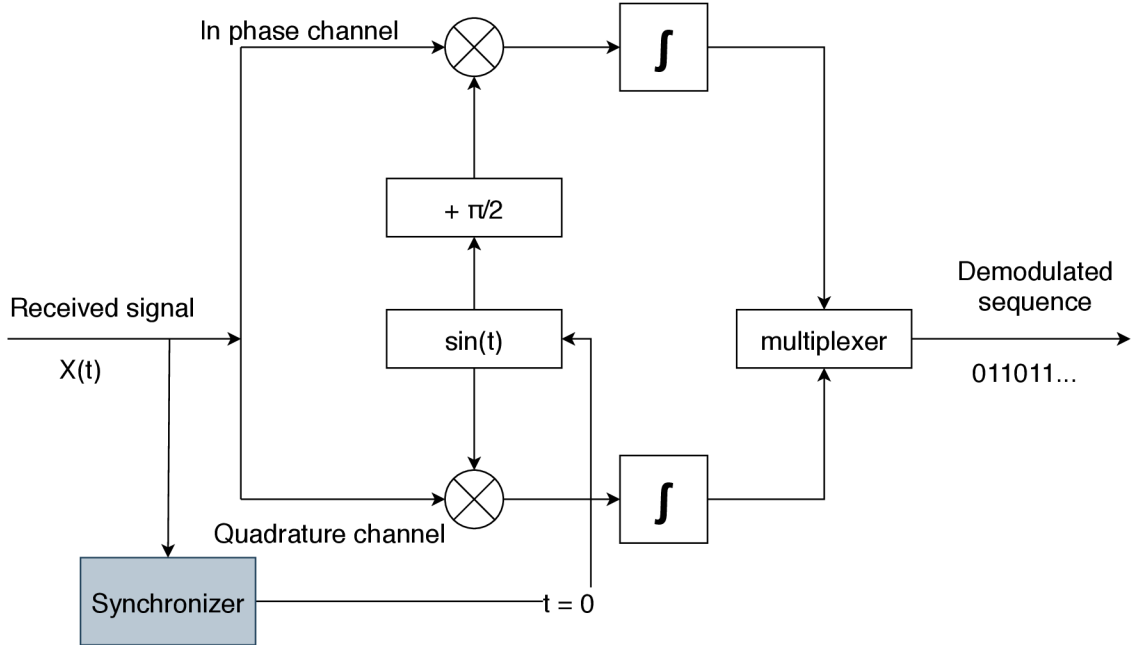 In phase channel
∫
+ π/2
Received signal
X(t)
sin(t)
multiplexer
Demodulated
sequence
011011...
∫
Quadrature channel
Synchronizer
t = 0